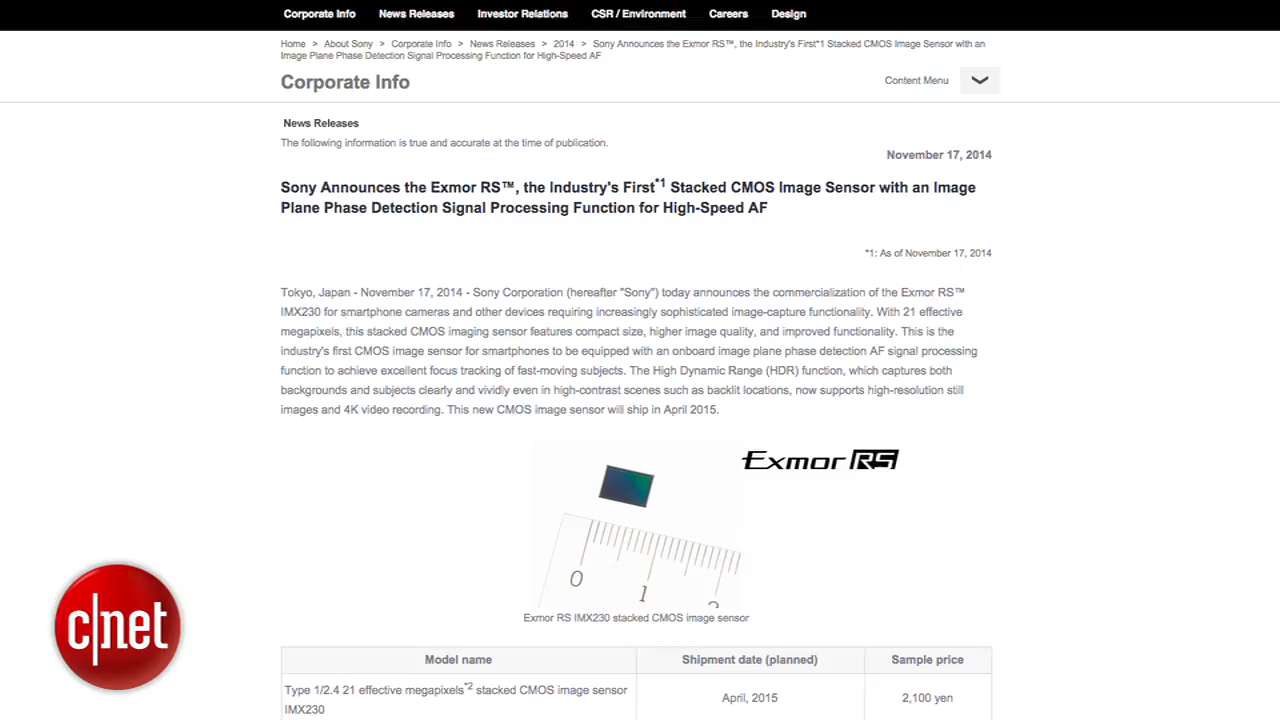 Corporate Info News Releases Investor Relations CSR / Environment Careers Design
Home > About Sony > Corporate Info > News Releases > 2014 > Sony Announces the Exmor RS™, the Industry's First*1 Stacked CMOS Image Sensor with an
Image Plane Phase Detection Signal Processing Function for High-Speed AF
Corporate Info
Content Menu
News Releases
The following information is true and accurate at the time of publication.
November 17, 2014
Sony Announces the Exmor RS™, the Industry's First*1 Stacked CMOS Image Sensor with an Image
Plane Phase Detection Signal Processing Function for High-Speed AF
*1: As of November 17, 2014
Tokyo, Japan - November 17, 2014 - Sony Corporation (hereafter "Sony") today announces the commercialization of the Exmor RS™
IMX230 for smartphone cameras and other devices requiring increasingly sophisticated image-capture functionality. With 21 effective
megapixels, this stacked CMOS imaging sensor features compact size, higher image quality, and improved functionality. This is the
industry's first CMOS image sensor for smartphones to be equipped with an onboard image plane phase detection AF signal processing
function to achieve excellent focus tracking of fast-moving subjects. The High Dynamic Range (HDR) function, which captures both
backgrounds and subjects clearly and vividly even in high-contrast scenes such as backlit locations, now supports high-resolution still
images and 4K video recording. This new CMOS image sensor will ship in April 2015.
Exmor RS
0 1 2
Exmor RS IMX230 stacked CMOS image sensor
c|net
Model name Shipment date (planned) Sample price
Type 1/2.4 21 effective megapixels*2 stacked CMOS image sensor
IMX230
April, 2015 2,100 yen